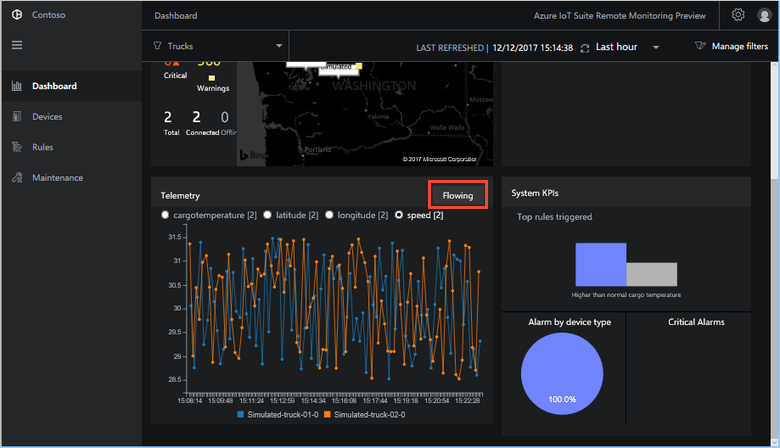 Contoso
Dashboard
Azure IoT Suite Remote Monitoring Preview
Trucks
LAST REFRESHED | 12/12/2017 15:14:38
Last hour
Manage filters
Dashboard
Devices
Rules
Maintenance
Critical
Warnings
2 2 0
Total Connected Offli
Simulated
WASHINGTON
Yakima
Walla Walla
Moscow
Portland
Bing
© 2017 Microsoft Corporation
Telemetry
Flowing
cargotemperature [2] latitude [2] longitude [2] speed [2]
31.5
31
30.5
30
29.5
29
28.5
15:08:14 15:09:49 15:11:24 15:12:59 15:14:34 15:16:08 15:17:44 15:19:18 15:20:54 15:22:28
Simulated-truck-01-0 Simulated-truck-02-0
System KPIs
Top rules triggered
Higher than normal cargo temperature
Alarm by device type
100.0%
Critical Alarms